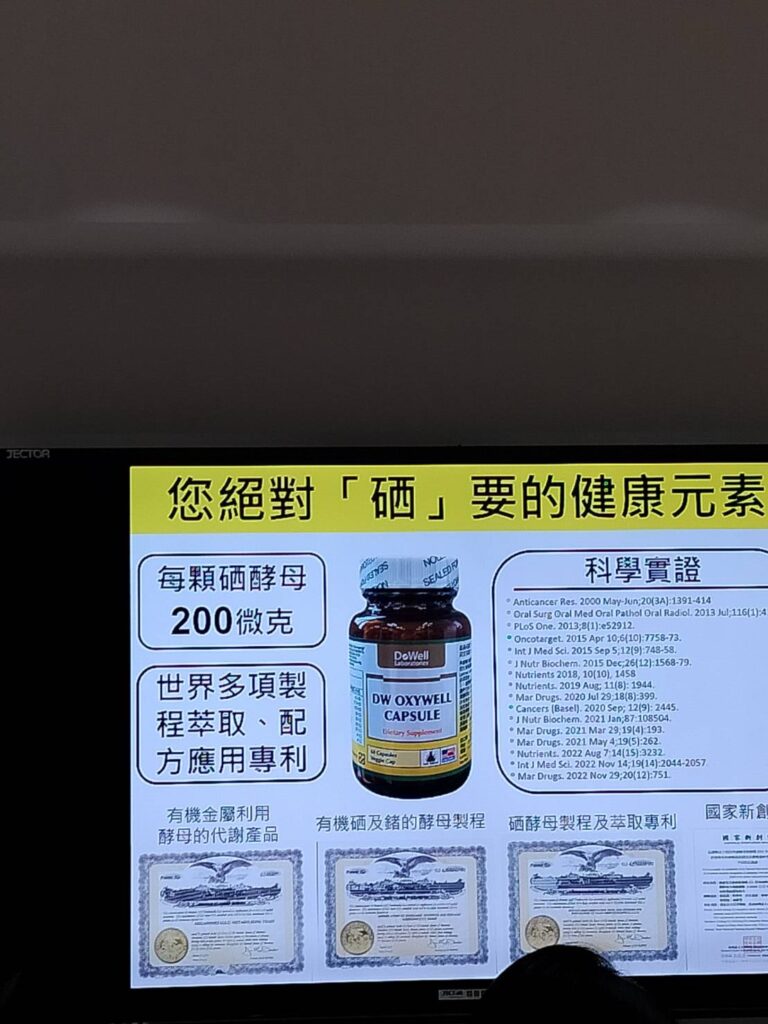 JECTOR
您絕對「硒」要的健康元素
每顆硒酵母
200微克
世界多項製
程萃取、配
方應用專利
SEALED
DoWell
Laboratories
DW OXYWELL
CAPSULE
Dietary Supplement
60 Capsules
Veggie Cap
科學實證
Anticancer Res. 2000 May-Jun;20(3A):1391-414
Oral Surg Oral Med Oral Pathol Oral Radiol. 2013 Jul;116(1):
PLoS One. 2013;8(1):e52912.
Oncotarget. 2015 Apr 10;6(10):7758-73.
Int J Med Sci. 2015 Sep 5;12(9):748-58.
J Nutr Biochem. 2015 Dec;26(12):1568-79.
Nutrients 2018, 10(10), 1458
Nutrients. 2019 Aug; 11(8): 1944.
Mar Drugs. 2020 Jul 29;18(8):399.
Cancers (Basel). 2020 Sep; 12(9): 2445.
J Nutr Biochem. 2021 Jan;87:108504.
Mar Drugs. 2021 Mar 29;19(4):193.
Mar Drugs. 2021 May 4;19(5):262.
Nutrients. 2022 Aug 7;14(15):3232.
Int J Med Sci. 2022 Nov 14;19(14):2044-2057.
Mar Drugs. 2022 Nov 29;20(12):751.
有機金屬利用
酵母的代謝產品
有機硒及鍺的酵母製程
硒酵母製程及萃取專利
國家新創
JECTOR